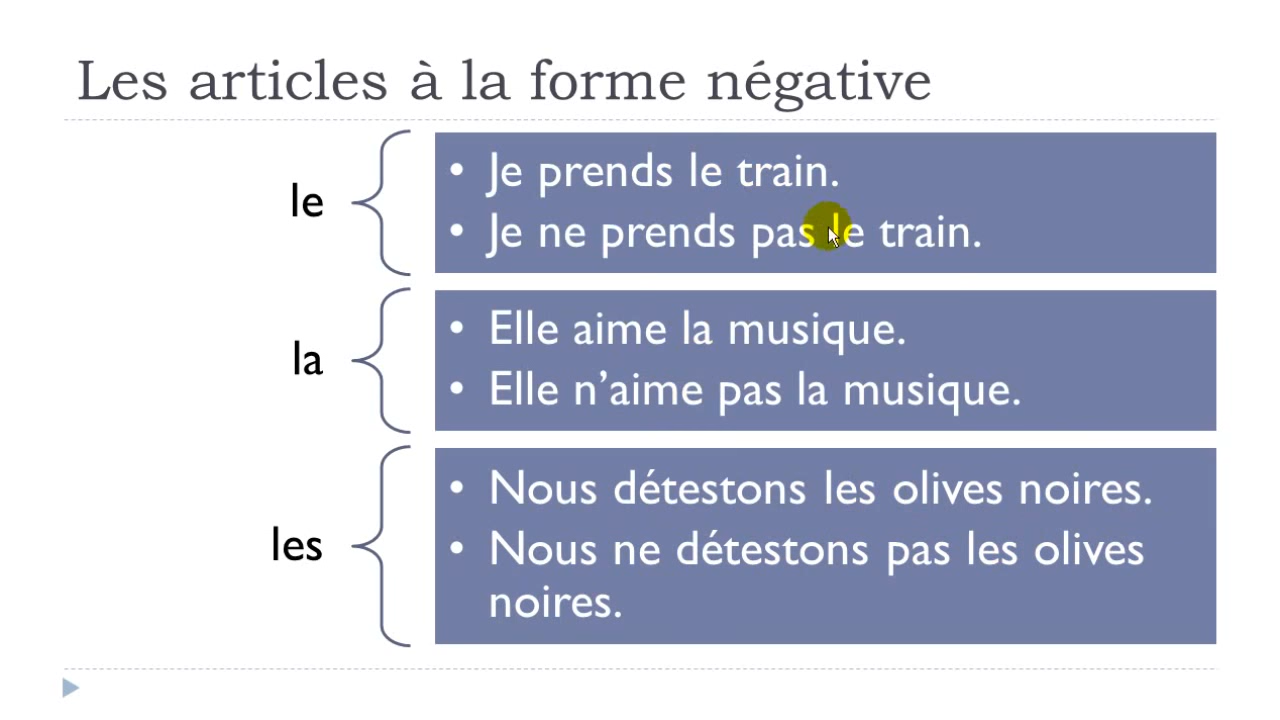 Les articles à la forme négative
le
• Je prends le train.
• Je ne prends pas le train.
la
• Elle aime la musique.
• Elle n’aime pas la musique.
les
• Nous détestons les olives noires.
• Nous ne détestons pas les olives
noires.